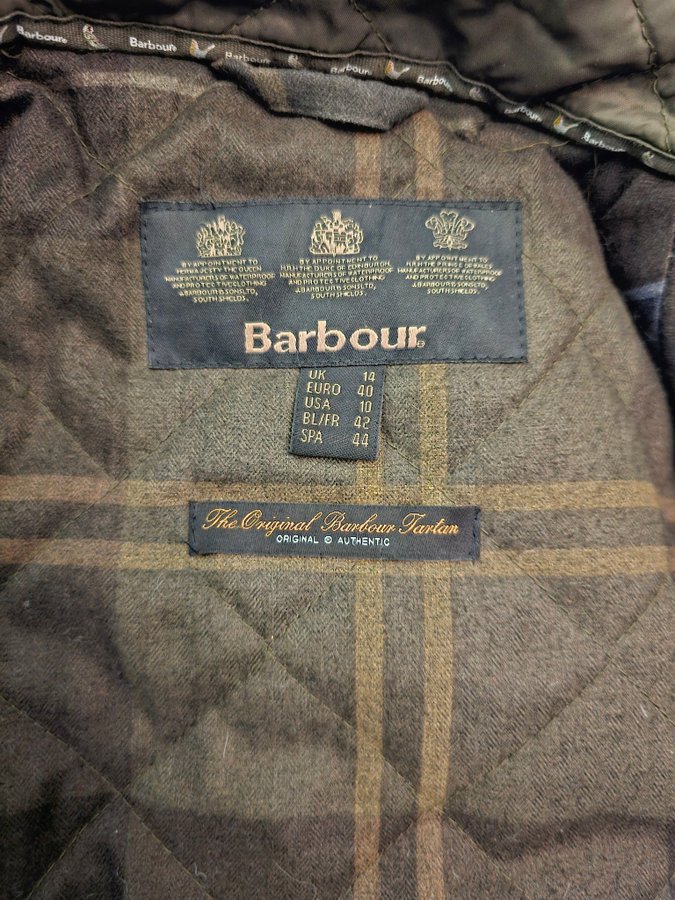 Barbour Barbour Barbour Barbour Barbour Barbour Barbour
BY APPOINTMENT TO
HER MAJESTY THE QUEEN
MANUFACTURERS OF WATERPROOF
AND PROTECTIVE CLOTHING
J.BARBOUR & SONS LTD,
SOUTH SHIELDS.
BY APPOINTMENT TO
H.R.H. THE DUKE OF EDINBURGH,
MANUFACTURERS OF WATERPROOF
AND PROTECTIVE CLOTHING
J.BARBOUR & SONS LTD,
SOUTH SHIELDS.
BY APPOINTMENT TO
H.R.H. THE PRINCE OF WALES
MANUFACTURERS OF WATERPROOF
AND PROTECTIVE CLOTHING
J.BARBOUR & SONS LTD,
SOUTH SHIELDS.
Barbour®
UK 14
EURO 40
USA 10
BL/FR 42
SPA 44
The Original Barbour Tartan
ORIGINAL © AUTHENTIC